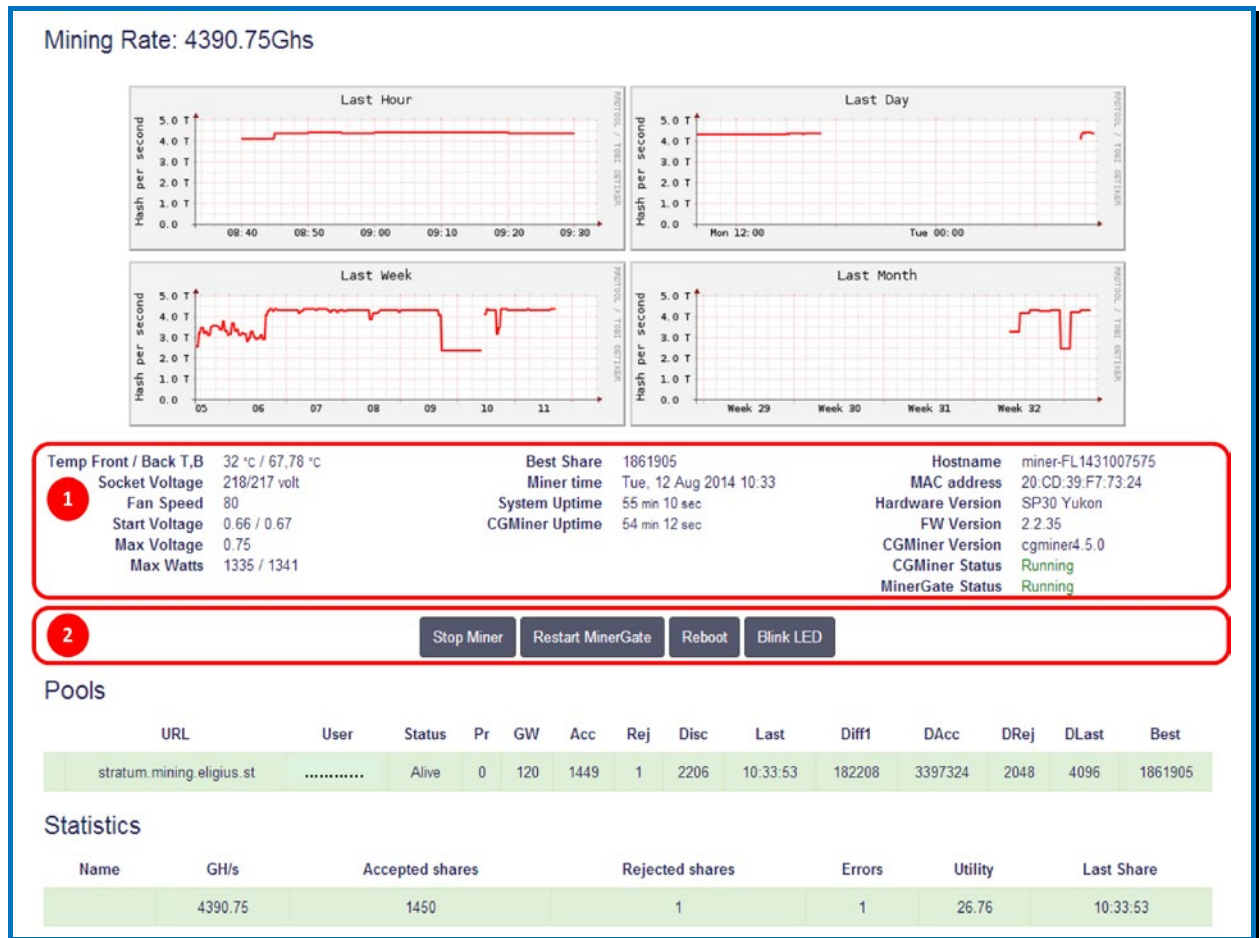 Mining Rate: 4390.75Ghs
Last Hour
Hash per second
5.0 T
4.0 T
3.0 T
2.0 T
1.0 T
0.0
08:40 08:50 09:00 09:10 09:20 09:30
RRDTOOL / TOBI OETIKER
Last Day
Hash per second
5.0 T
4.0 T
3.0 T
2.0 T
1.0 T
0.0
Mon 12:00 Tue 00:00
RRDTOOL / TOBI OETIKER
Last Week
Hash per second
5.0 T
4.0 T
3.0 T
2.0 T
1.0 T
0.0
05 06 07 08 09 10 11
RRDTOOL / TOBI OETIKER
Last Month
Hash per second
5.0 T
4.0 T
3.0 T
2.0 T
1.0 T
0.0
Week 29 Week 30 Week 31 Week 32
RRDTOOL / TOBI OETIKER
1
Temp Front / Back T,B 32 °C / 67,78 °C
Socket Voltage 218/217 volt
Fan Speed 80
Start Voltage 0.66 / 0.67
Max Voltage 0.75
Max Watts 1335 / 1341
Best Share 1861905
Miner time Tue, 12 Aug 2014 10:33
System Uptime 55 min 10 sec
CGMiner Uptime 54 min 12 sec
Hostname miner-FL1431007575
MAC address 20:CD:39:F7:73:24
Hardware Version SP30 Yukon
FW Version 2.2.35
CGMiner Version cgminer4.5.0
CGMiner Status Running
MinerGate Status Running
2
Stop Miner Restart MinerGate Reboot Blink LED
Pools
URL User Status Pr GW Acc Rej Disc Last Diff1 DAcc DRej DLast Best
stratum.mining.eligius.st ............ Alive 0 120 1449 1 2206 10:33:53 182208 3397324 2048 4096 1861905
Statistics
Name GH/s Accepted shares Rejected shares Errors Utility Last Share
4390.75 1450 1 1 26.76 10:33:53